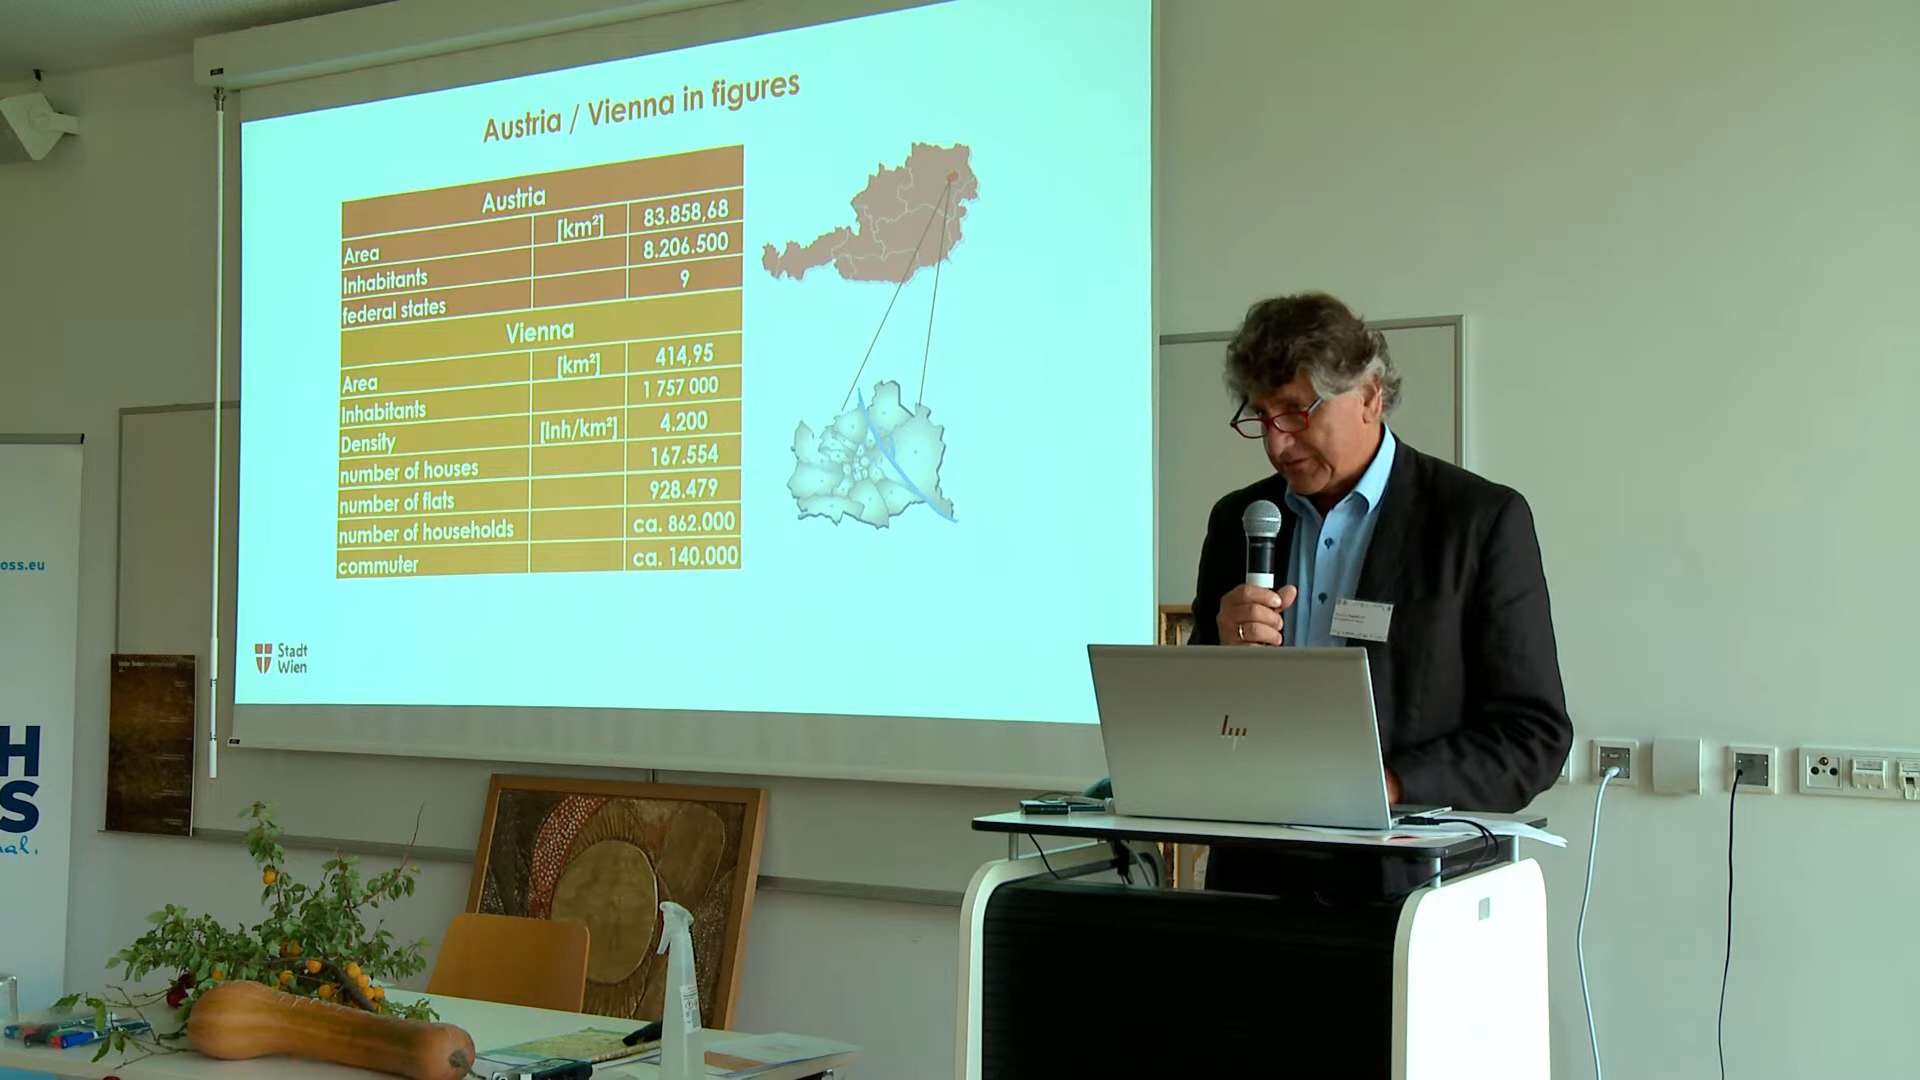 Austria / Vienna in figures
Austria
Area [km²] 83.858,68
Inhabitants 8.206.500
federal states 9
Vienna
Area [km²] 414,95
Inhabitants 1 757 000
Density [Inh/km²] 4.200
number of houses 167.554
number of flats 928.479
number of households ca. 862.000
commuter ca. 140.000
Stadt
Wien
oss.eu
H
S
al.
hp